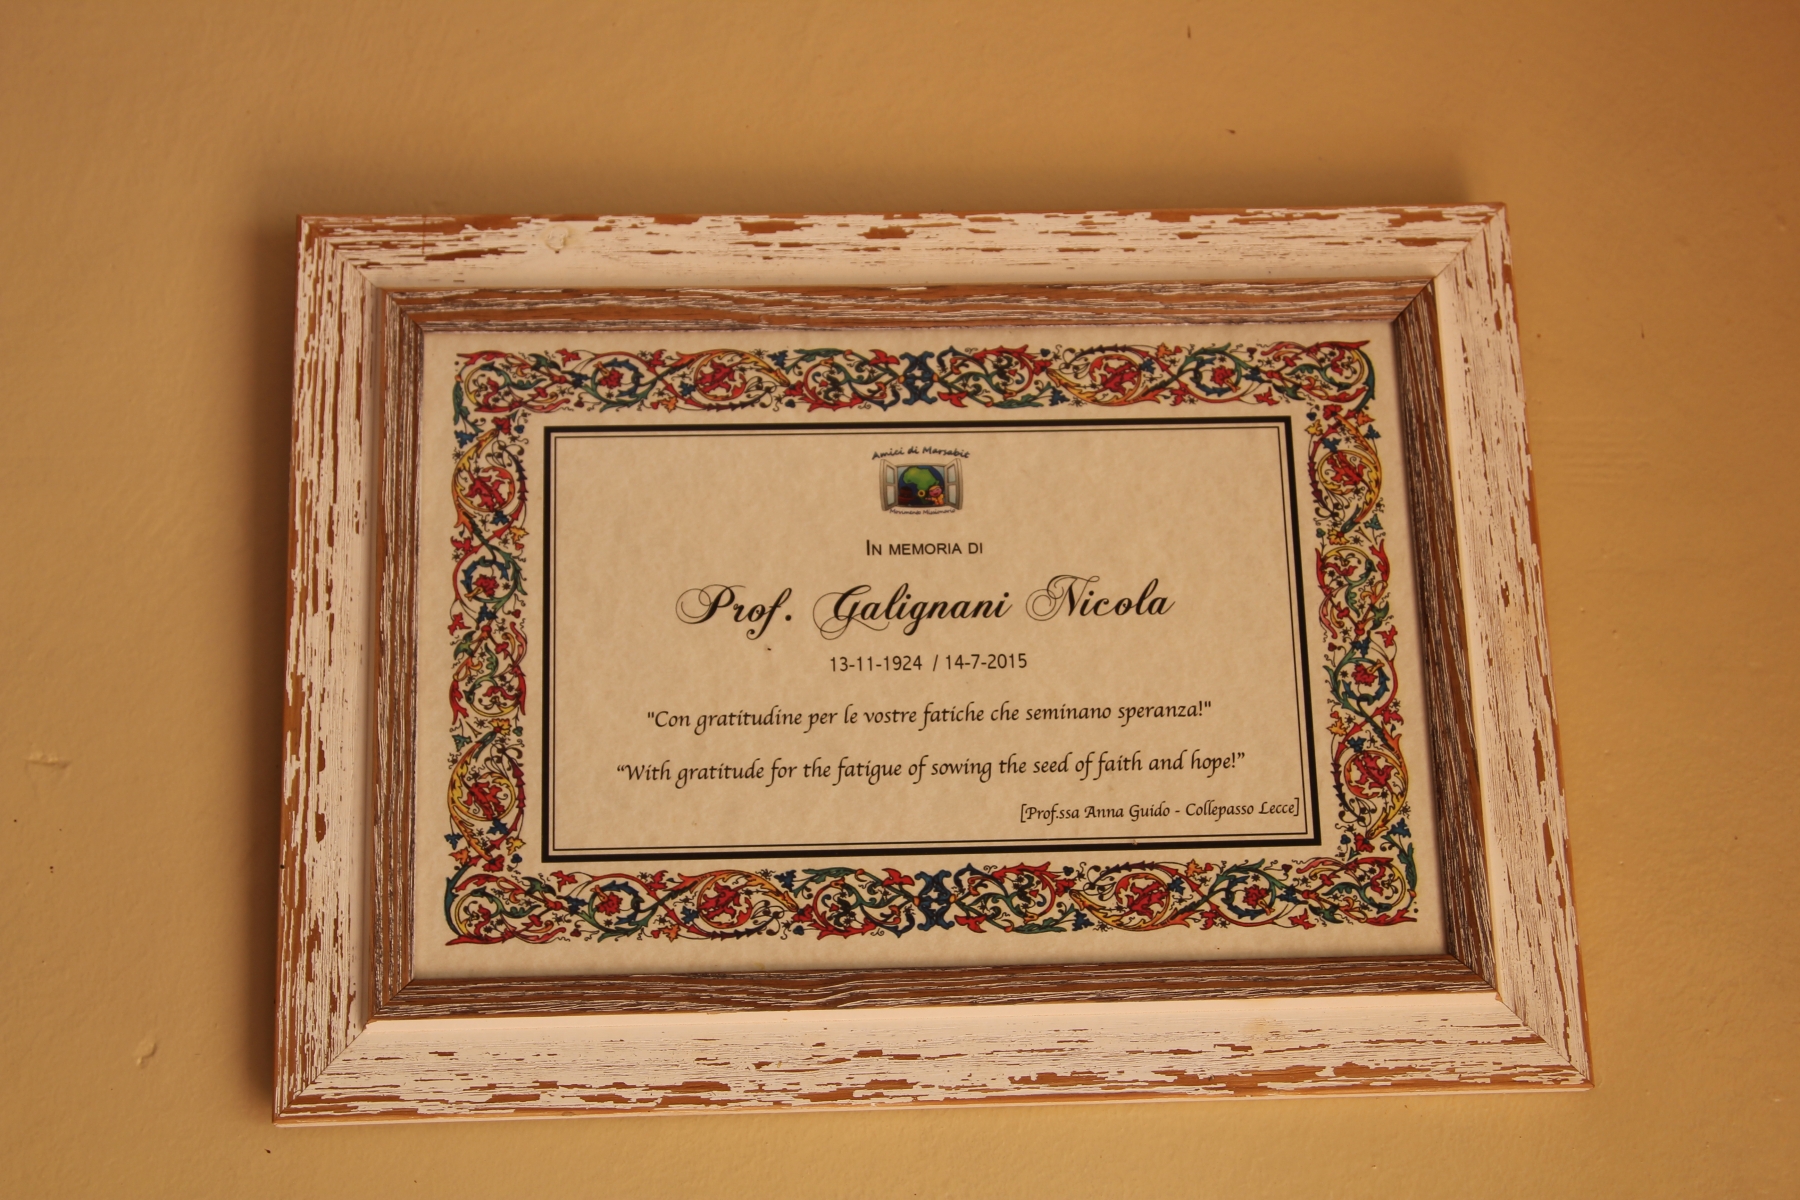 Amici di Marsabit
Movimento Missionario
In memoria di
Prof. Galignani Nicola
13-11-1924 / 14-7-2015
"Con gratitudine per le vostre fatiche che seminano speranza!"
“With gratitude for the fatigue of sowing the seed of faith and hope!”
[Prof.ssa Anna Guido - Collepasso Lecce]